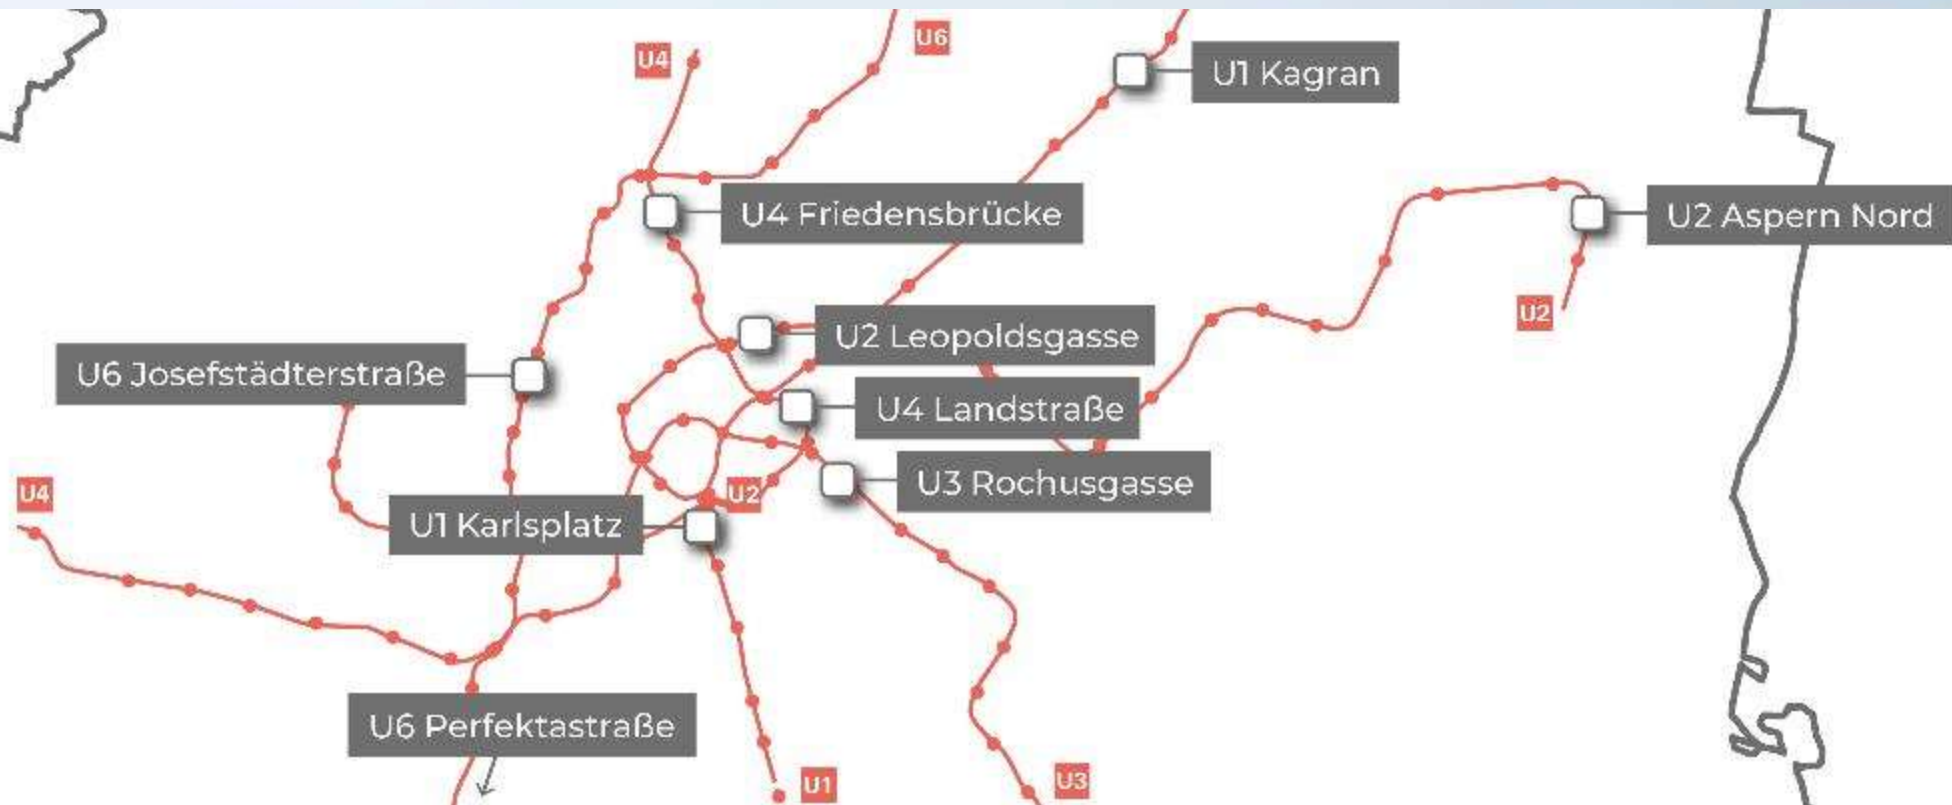 U6
U4
U1 Kagran
U4 Friedensbrücke
U2 Aspern Nord
U2
U2 Leopoldsgasse
U6 Josefstädterstraße
U4 Landstraße
U3 Rochusgasse
U4
U2
U1 Karlsplatz
U6 Perfektastraße
U1
U3